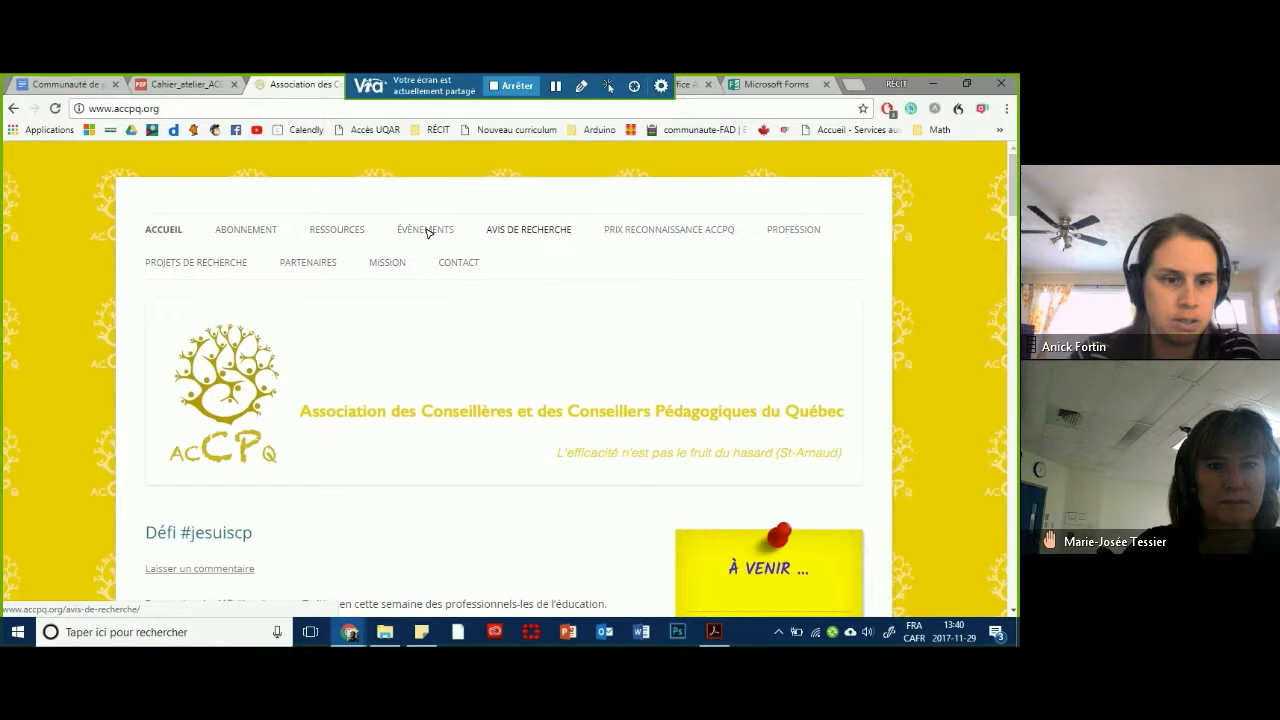 Communauté de p
Cahier_atelier_ACC
Association des C
Via
Votre écran est
actuellement partagé
Arrêter
Microsoft Forms
RÉCIT
www.accpq.org
Applications
Calendly
Accès UQAR
RÉCIT
Nouveau curriculum
Arduino
communaute-FAD | E
Accueil - Services au
Math
ACCUEIL ABONNEMENT RESSOURCES ÉVÈNEMENTS AVIS DE RECHERCHE PRIX RECONNAISSANCE ACCPQ PROFESSION
PROJETS DE RECHERCHE PARTENAIRES MISSION CONTACT
ACCPQ
Association des Conseillères et des Conseillers Pédagogiques du Québec
L'efficacité n'est pas le fruit du hasard (St-Arnaud)
Défi #jesuiscp
Laisser un commentaire
À VENIR ...
en cette semaine des professionnels-les de l'éducation.
www.accpq.org/avis-de-recherche/
Taper ici pour rechercher
FRA
CAFR
13:40
2017-11-29
3
Anick Fortin
Marie-Josée Tessier